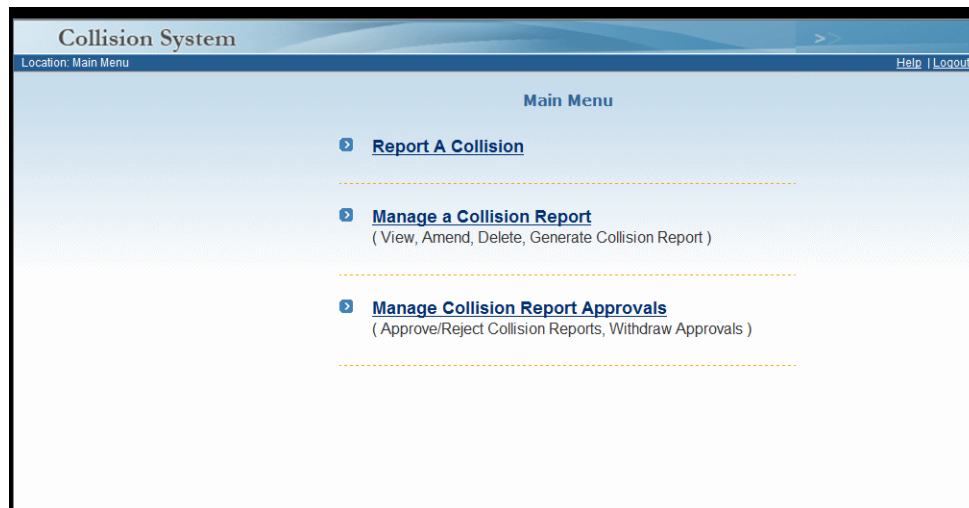 Collision System
>>
Location: Main Menu
Help | Logout
Main Menu
Report A Collision
Manage a Collision Report
( View, Amend, Delete, Generate Collision Report )
Manage Collision Report Approvals
( Approve/Reject Collision Reports, Withdraw Approvals )